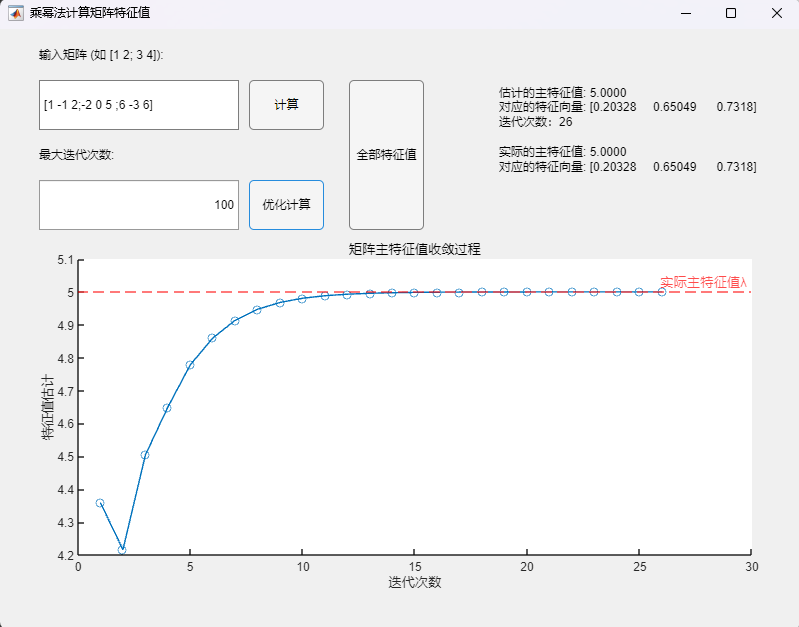 乘幂法计算矩阵特征值
输入矩阵 (如 [1 2; 3 4]):
[1 -1 2;-2 0 5 ;6 -3 6]
计算
最大迭代次数:
100
优化计算
全部特征值
估计的主特征值: 5.0000
对应的特征向量: [0.20328 0.65049 0.7318]
迭代次数: 26
实际的主特征值: 5.0000
对应的特征向量: [0.20328 0.65049 0.7318]
矩阵主特征值收敛过程
实际主特征值λ
特征值估计
5.1
5
4.9
4.8
4.7
4.6
4.5
4.4
4.3
4.2
0 5 10 15 20 25 30
迭代次数